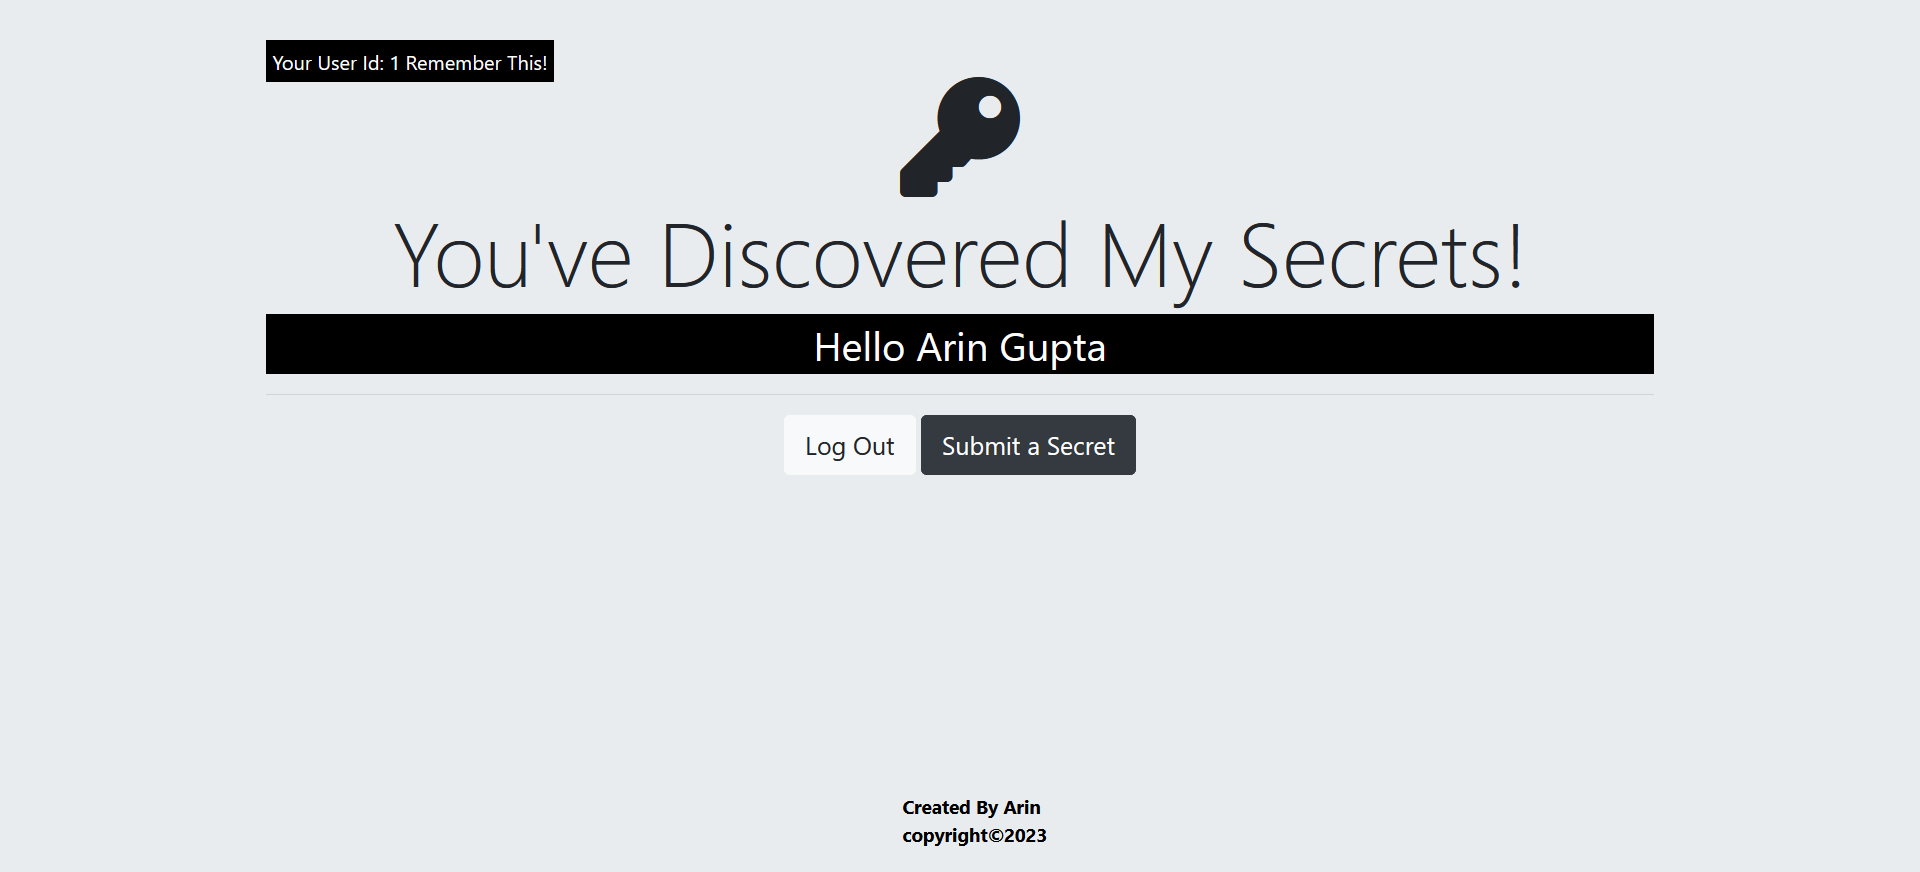 Your User Id: 1 Remember This!
You've Discovered My Secrets!
Hello Arin Gupta
Log Out
Submit a Secret
Created By Arin
copyright©2023